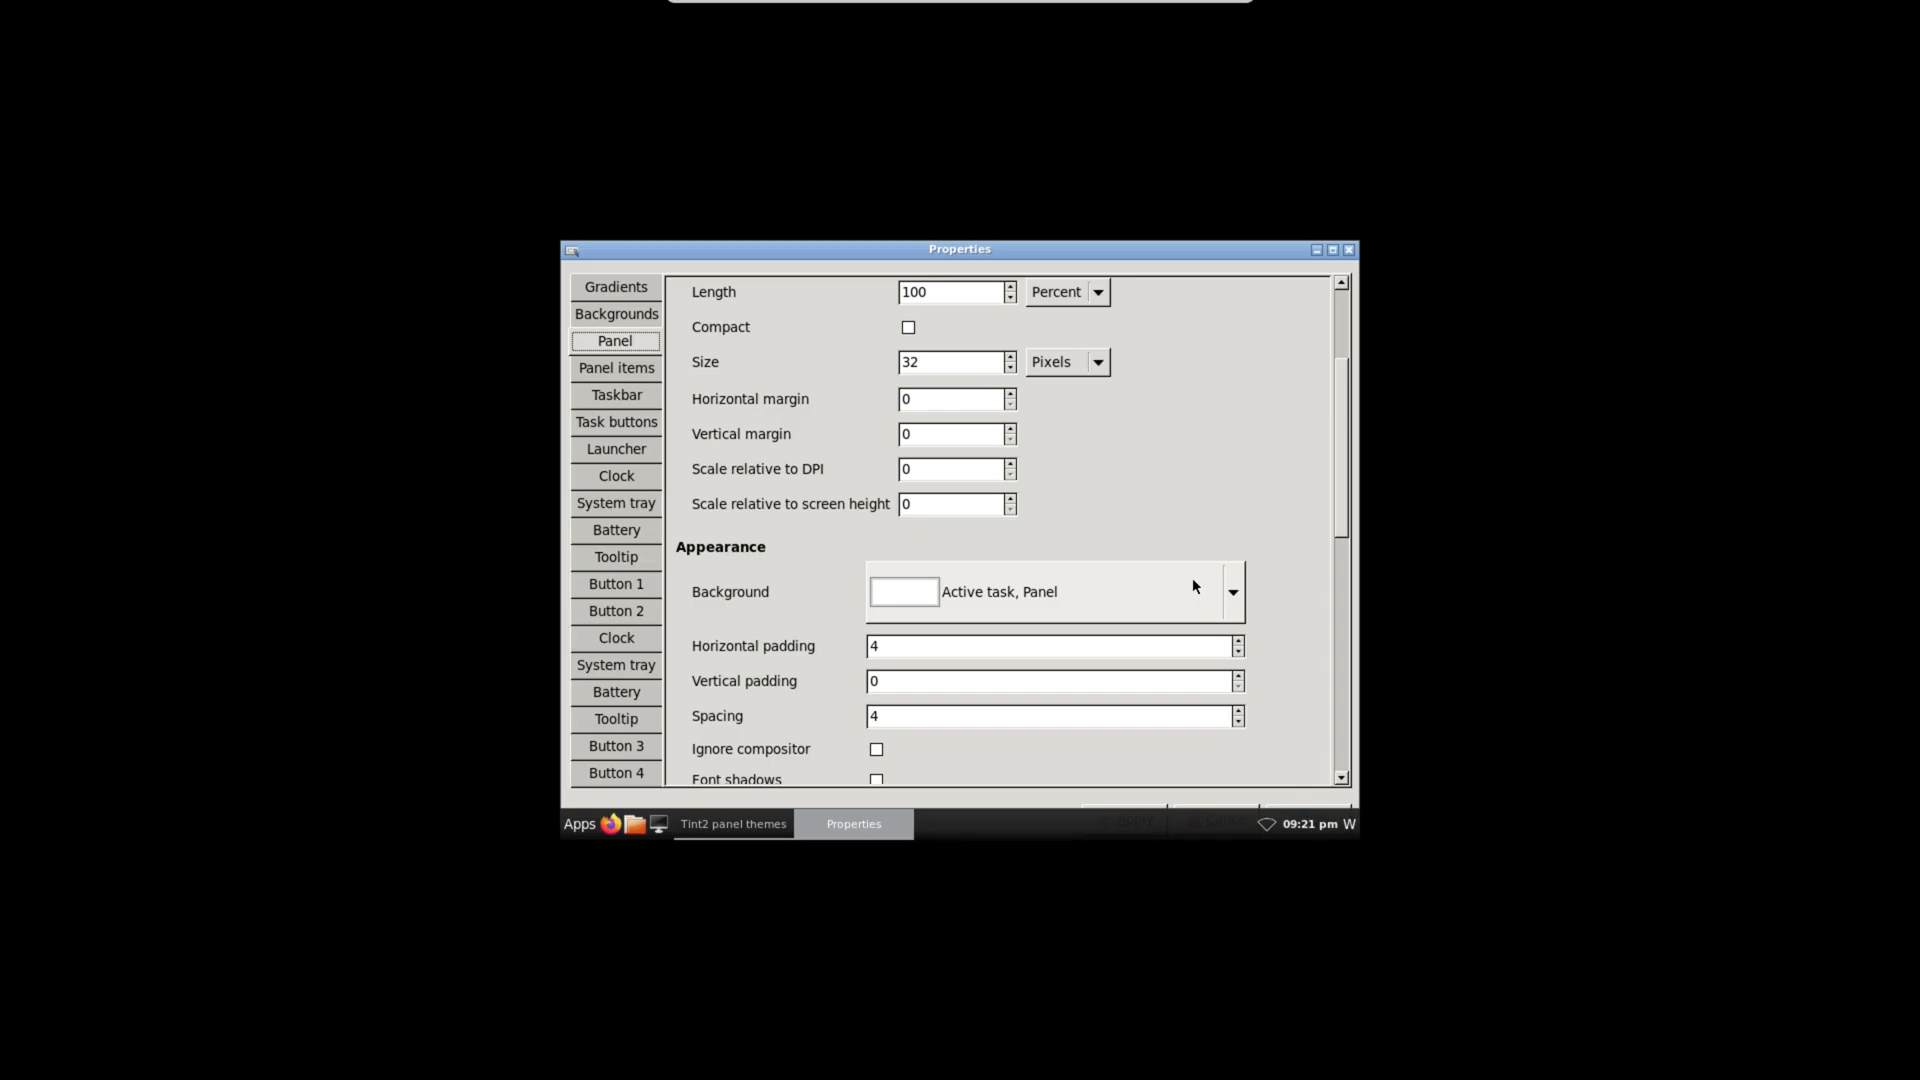 Properties
Gradients
Backgrounds
Panel
Panel items
Taskbar
Task buttons
Launcher
Clock
System tray
Battery
Tooltip
Button 1
Button 2
Clock
System tray
Battery
Tooltip
Button 3
Button 4
Length 100 Percent
Compact
Size 32 Pixels
Horizontal margin 0
Vertical margin 0
Scale relative to DPI 0
Scale relative to screen height 0
Appearance
Background Active task, Panel
Horizontal padding 4
Vertical padding 0
Spacing 4
Ignore compositor
Font shadows
Apps Tint2 panel themes Properties Apply 09:21 pm W